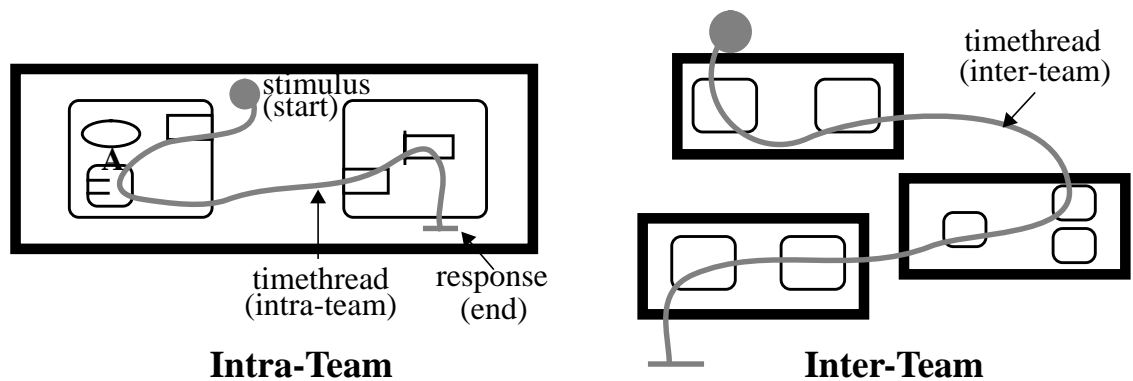 stimulus
(start)
A
timethread
(intra-team)
response
(end)
Intra-Team
timethread
(inter-team)
Inter-Team